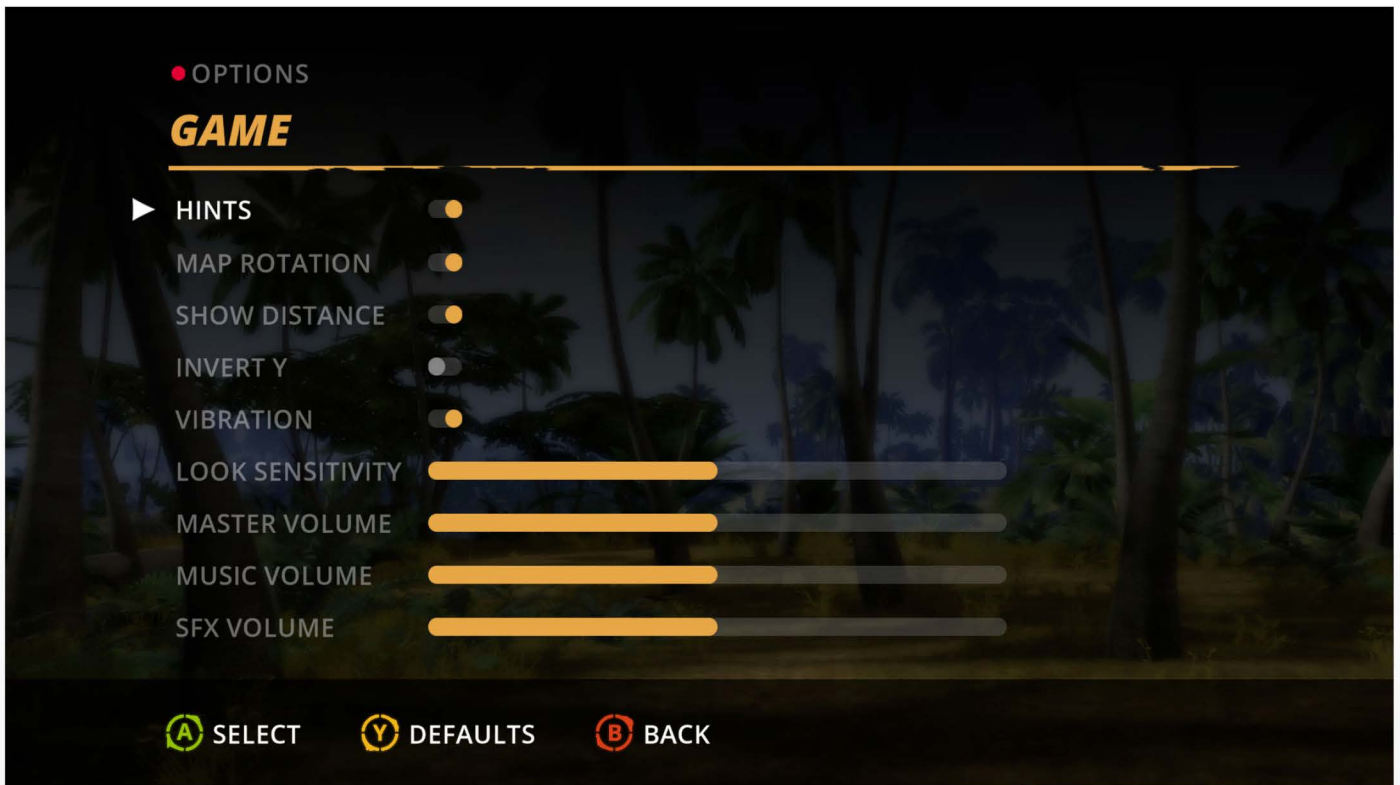 OPTIONS
GAME
HINTS
MAP ROTATION
SHOW DISTANCE
INVERT Y
VIBRATION
LOOK SENSITIVITY
MASTER VOLUME
MUSIC VOLUME
SFX VOLUME
A SELECT Y DEFAULTS B BACK